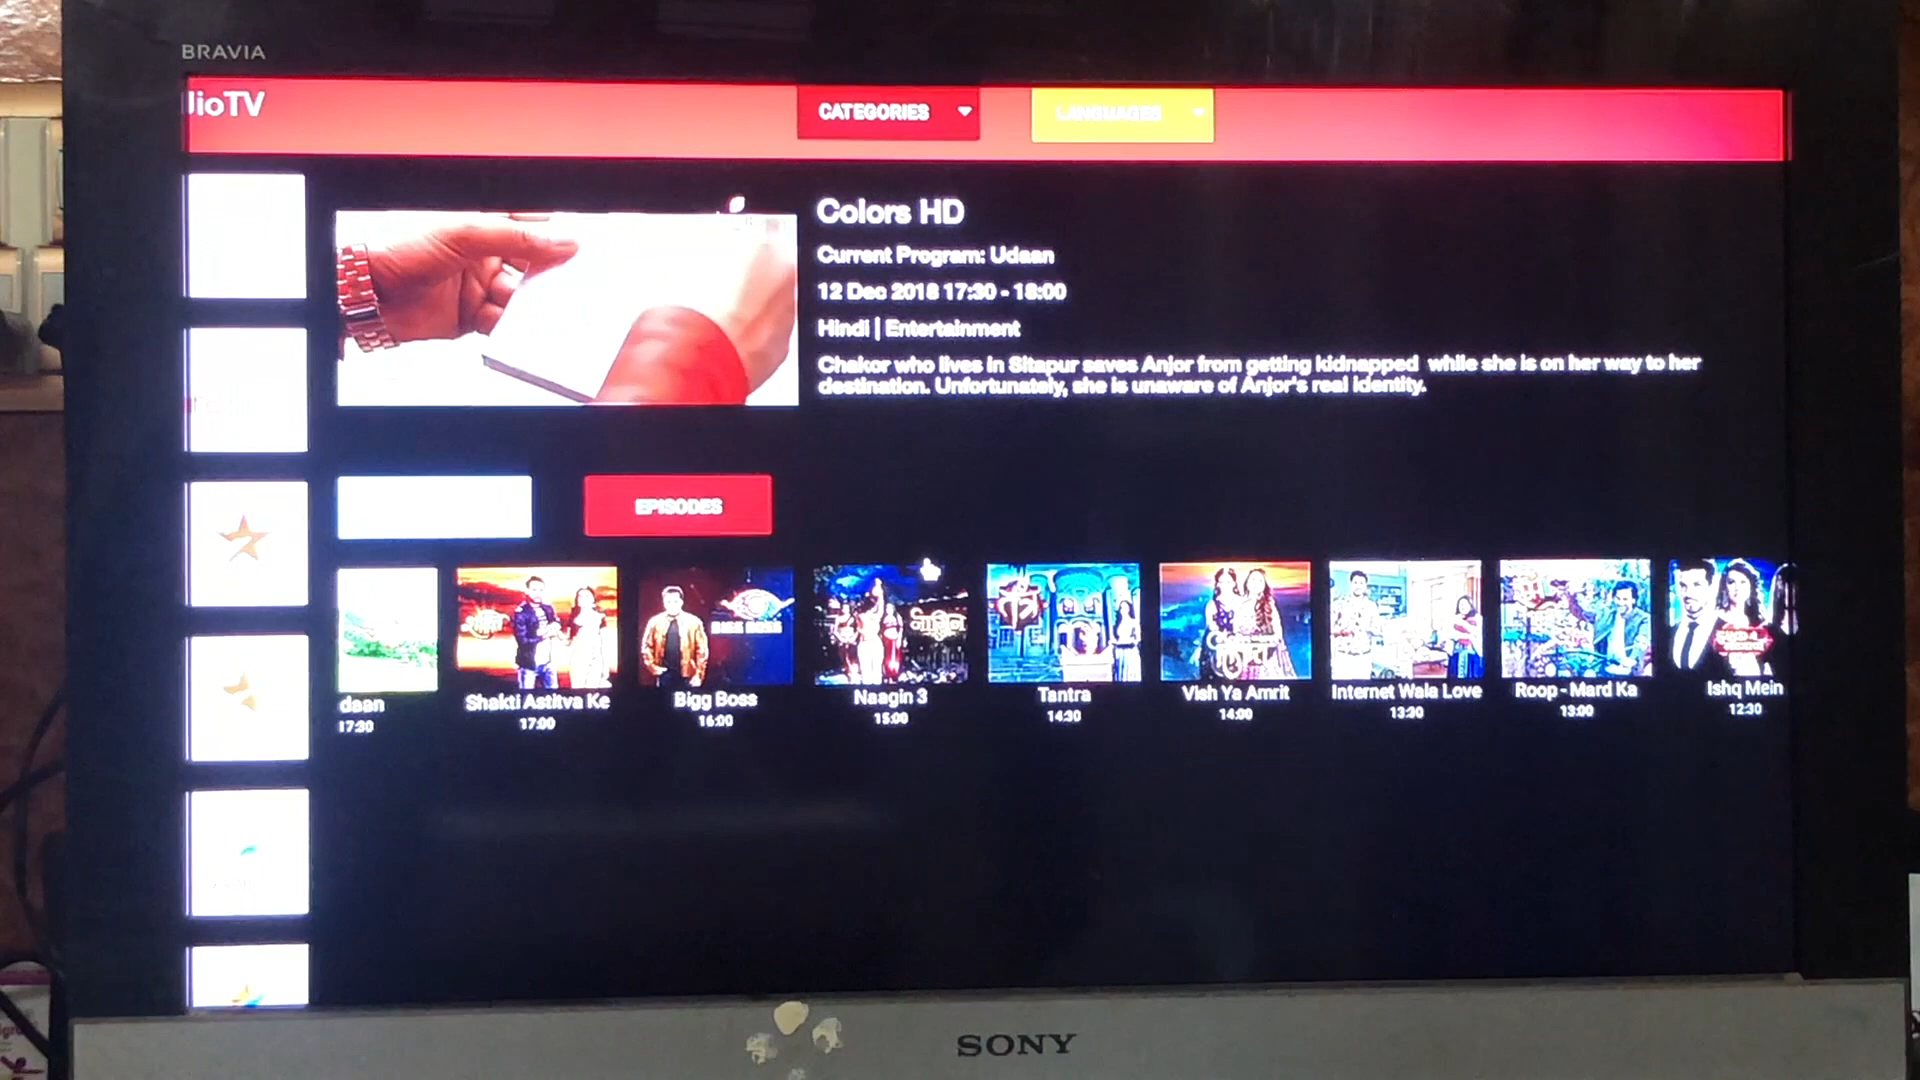 BRAVIA
JioTV
CATEGORIES
LANGUAGES
Colors HD
Current Program: Udaan
12 Dec 2018 17:30 - 18:00
Hindi | Entertainment
Chakor who lives in Sitapur saves Anjor from getting kidnapped while she is on her way to her
destination. Unfortunately, she is unaware of Anjor's real identity.
EPISODES
BIGG BOSS
नागिन
तंत्र
daan
Shakti Astitva Ke
Bigg Boss
Naagin 3
Tantra
Vish Ya Amrit
Internet Wala Love
Roop - Mard Ka
Ishq Mein
17:30
17:00
16:00
15:00
14:30
14:00
13:30
13:00
12:30
SONY